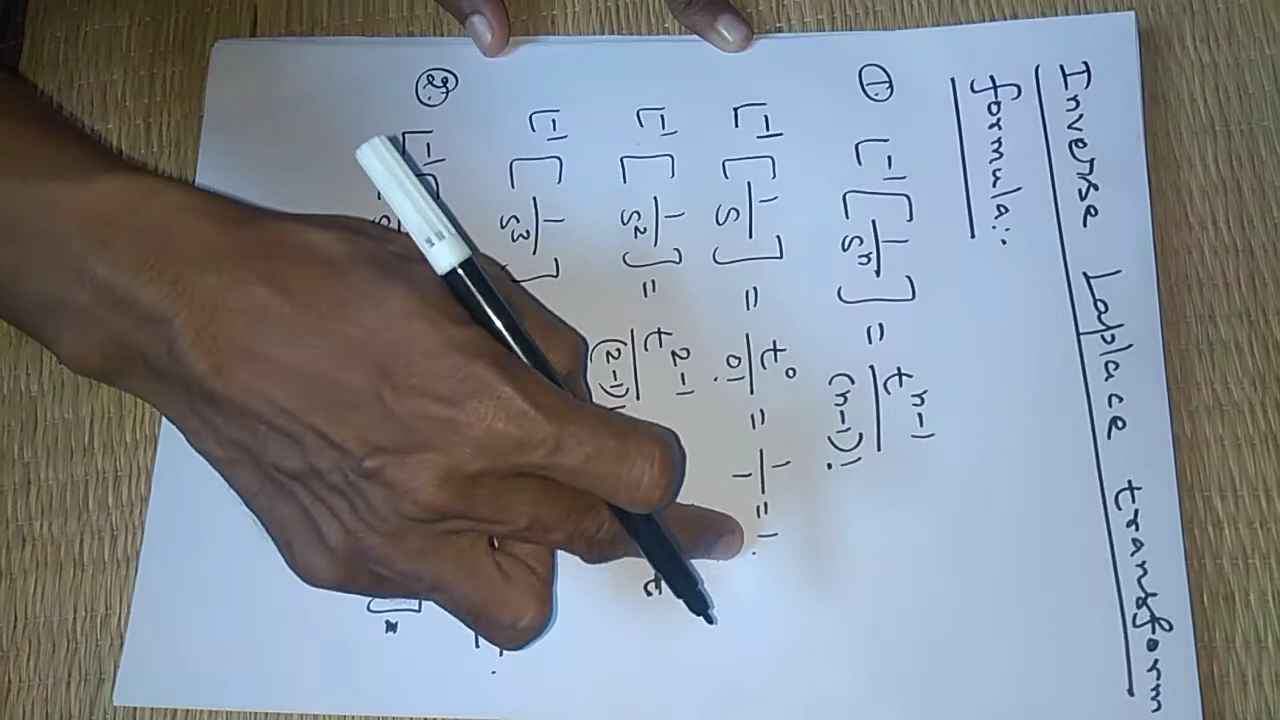 Inverse Laplace transform
formula:-
① L⁻¹[1/sⁿ] = tⁿ⁻¹/(n-1)!
L⁻¹[1/s] = t⁰/0! = 1/1 = 1.
L⁻¹[1/s²] = t²⁻¹/(2-1)! t
L⁻¹[1/s³]
②. L⁻¹[